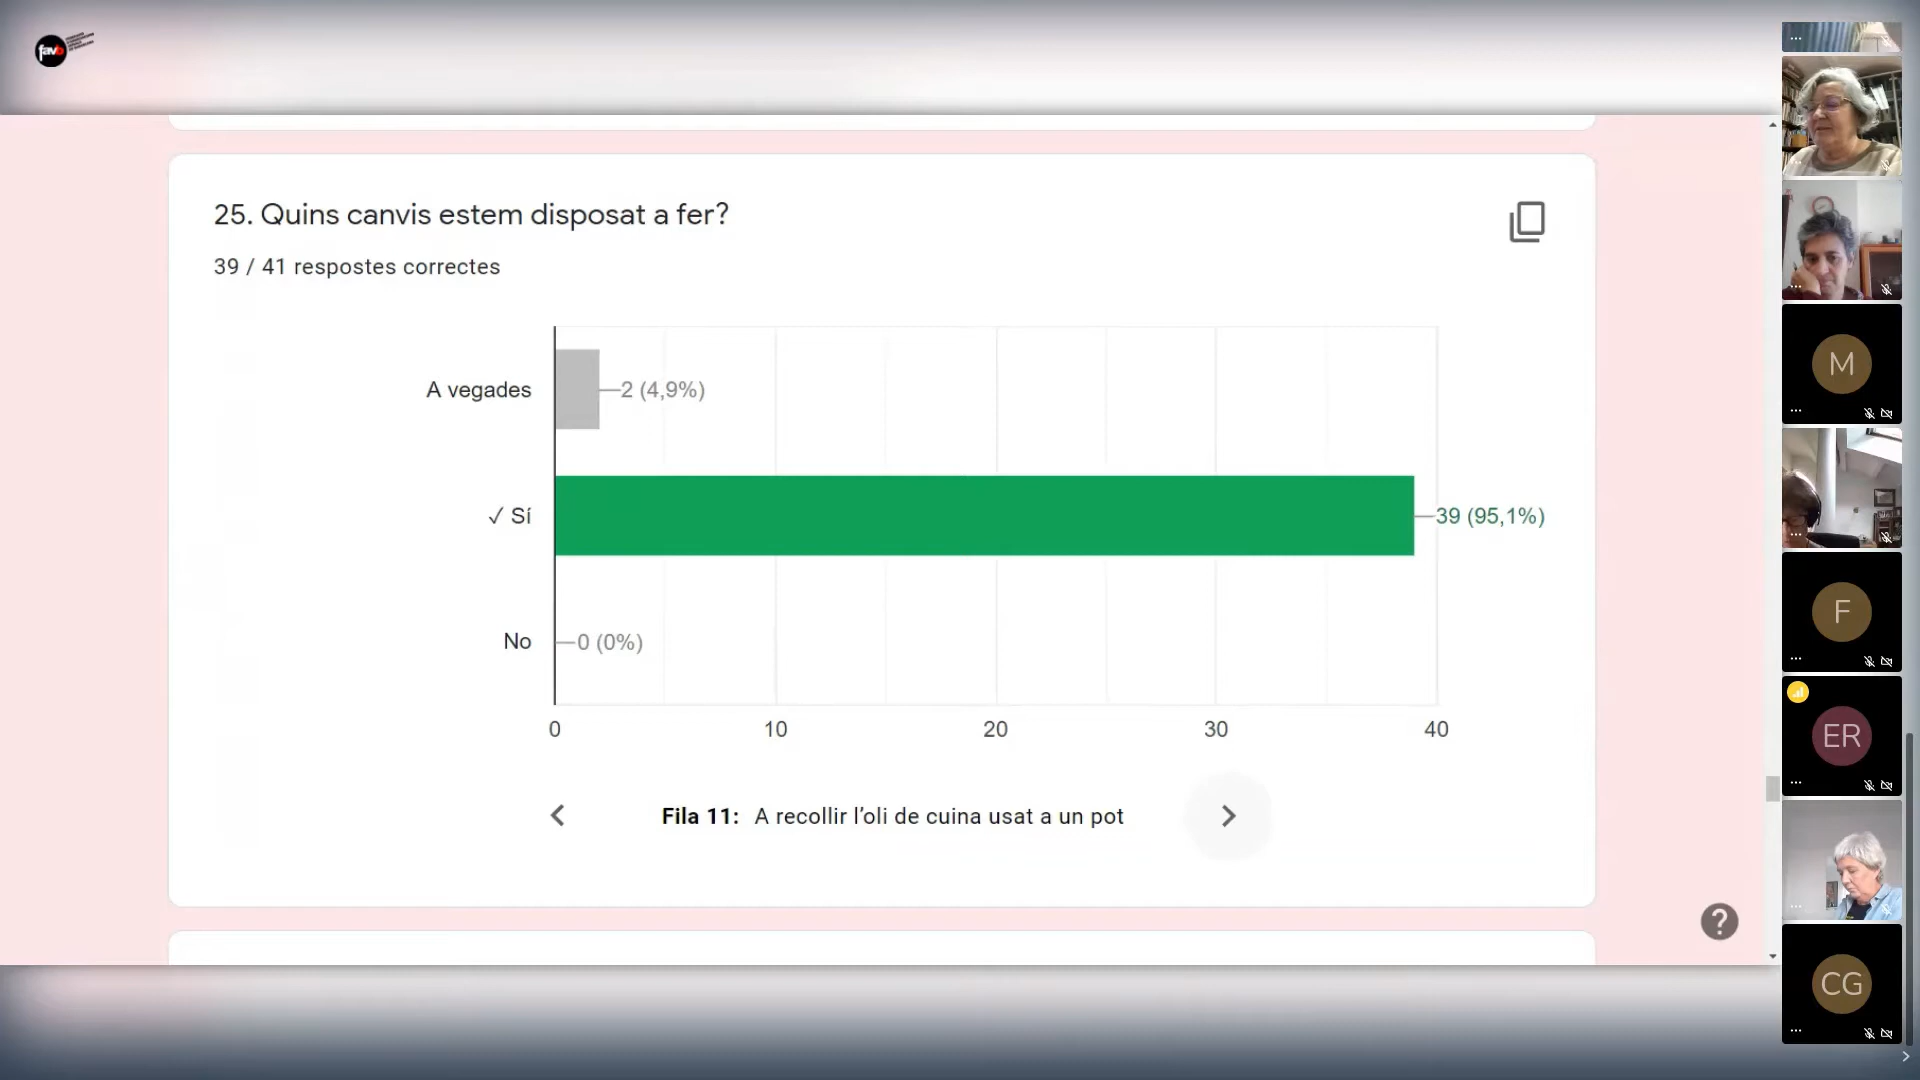 favb
25. Quins canvis estem disposat a fer?
39 / 41 respostes correctes
A vegades
2 (4,9%)
✓ Sí
39 (95,1%)
No
0 (0%)
0 10 20 30 40
Fila 11: A recollir l’oli de cuina usat a un pot
M
F
ER
CG